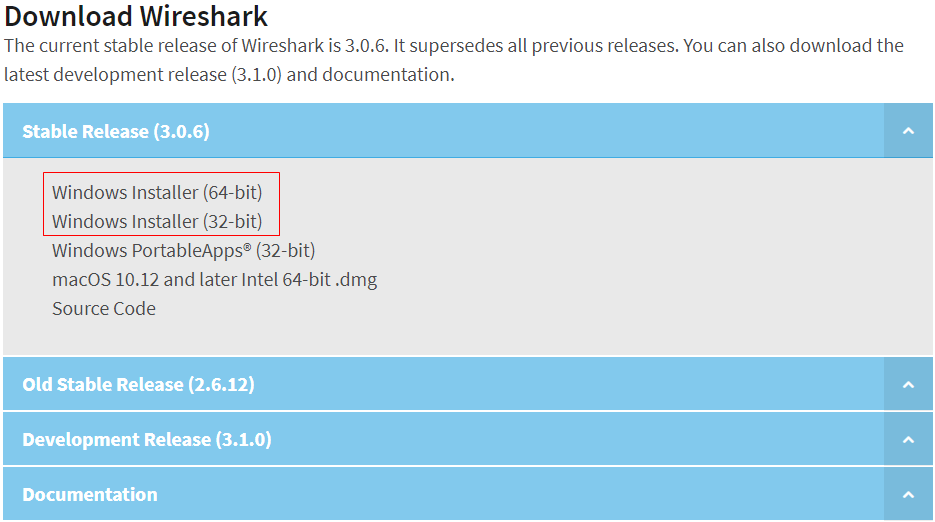 Download Wireshark
The current stable release of Wireshark is 3.0.6. It supersedes all previous releases. You can also download the
latest development release (3.1.0) and documentation.
Stable Release (3.0.6)
Windows Installer (64-bit)
Windows Installer (32-bit)
Windows PortableApps® (32-bit)
macOS 10.12 and later Intel 64-bit .dmg
Source Code
Old Stable Release (2.6.12)
Development Release (3.1.0)
Documentation